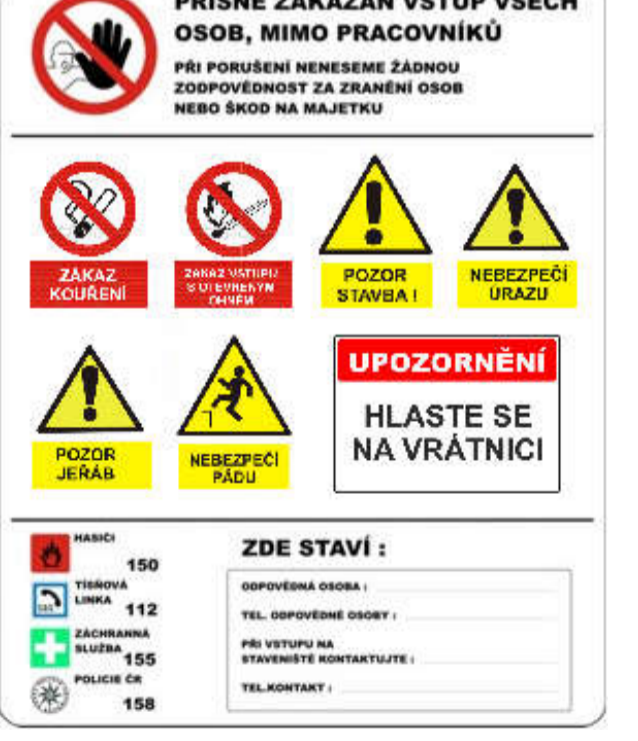 PŘÍSNĚ ZAKÁZÁN VSTUP VŠECH
OSOB, MIMO PRACOVNÍKŮ
PŘI PORUŠENÍ NENESEME ŽÁDNOU
ZODPOVĚDNOST ZA ZRANĚNÍ OSOB
NEBO ŠKOD NA MAJETKU
ZÁKAZ
KOUŘENÍ
ZÁKAZ VSTUPU
S OTEVŘENÝM
OHNĚM
POZOR
STAVBA !
NEBEZPEČÍ
ÚRAZU
POZOR
JEŘÁB
NEBEZPEČÍ
PÁDU
UPOZORNĚNÍ
HLASTE SE
NA VRÁTNICI
HASIČI
150
TÍSŇOVÁ
LINKA 112
ZÁCHRANNÁ
SLUŽBA 155
POLICIE ČR
158
ZDE STAVÍ :
ODPOVĚDNÁ OSOBA :
TEL. ODPOVĚDNÉ OSOBY :
PŘI VSTUPU NA
STAVENIŠTĚ KONTAKTUJTE :
TEL.KONTAKT :